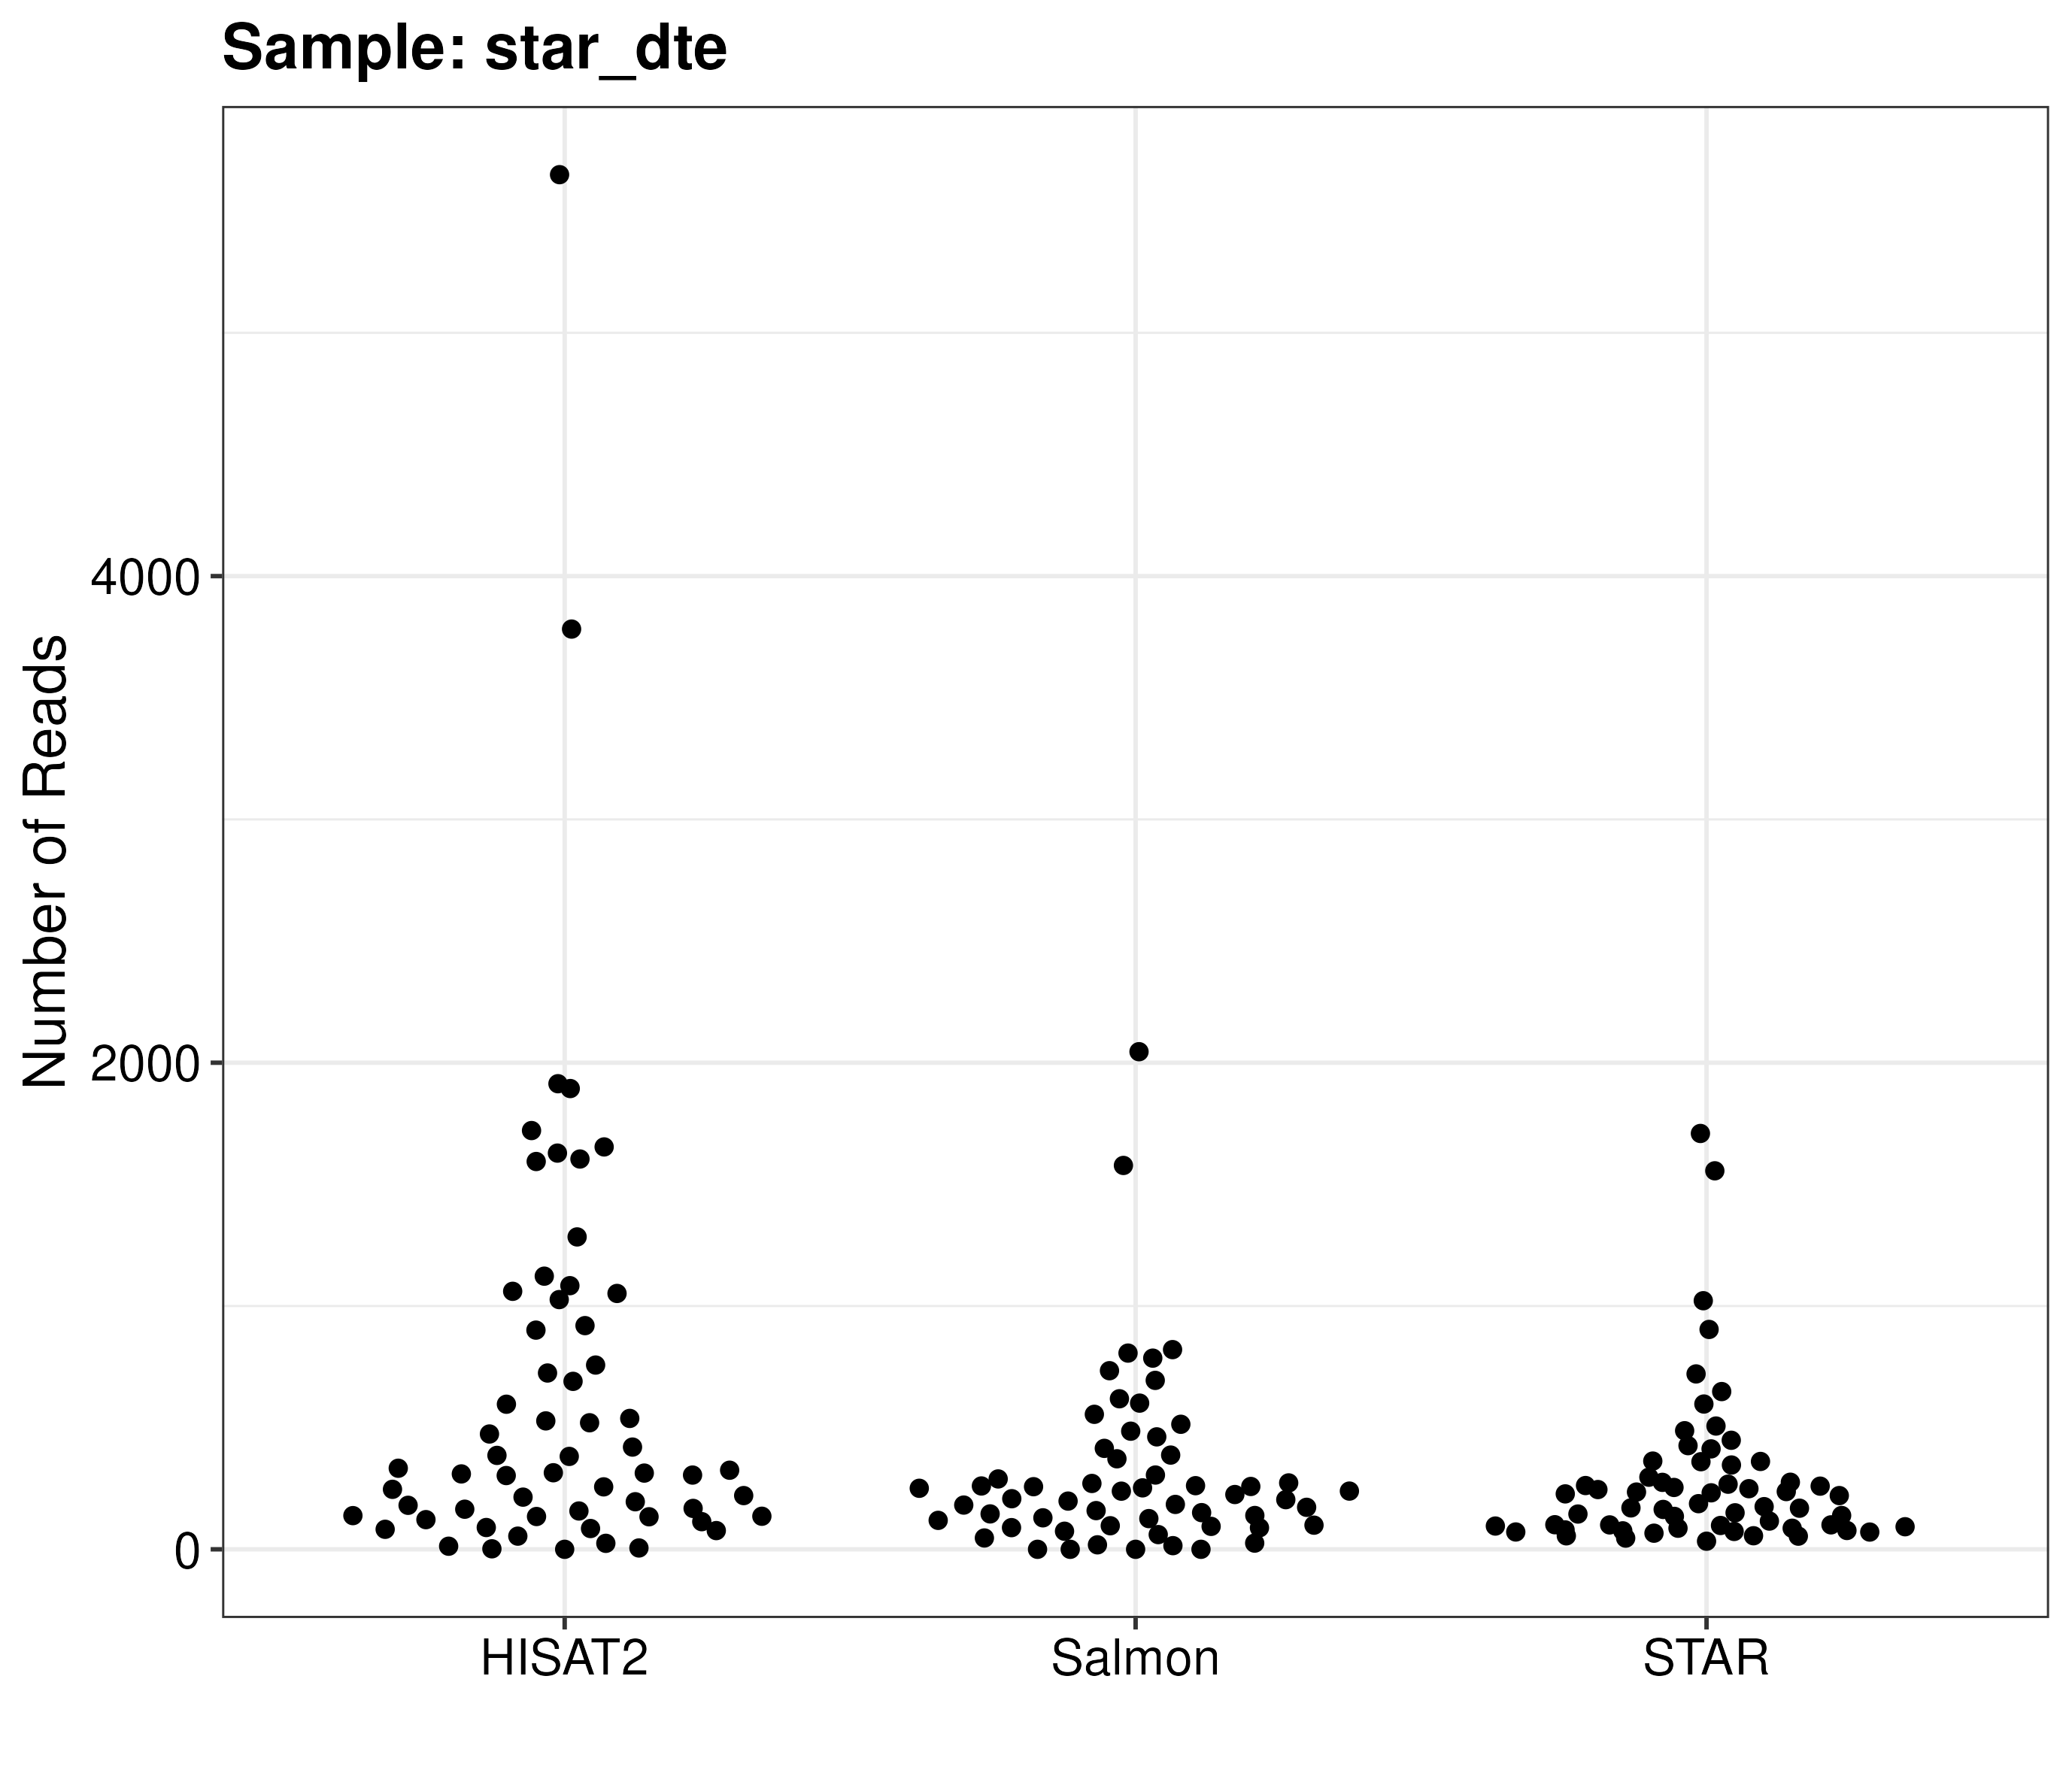 Sample: star_dte
Number of Reads
4000
2000
0
HISAT2
Salmon
STAR